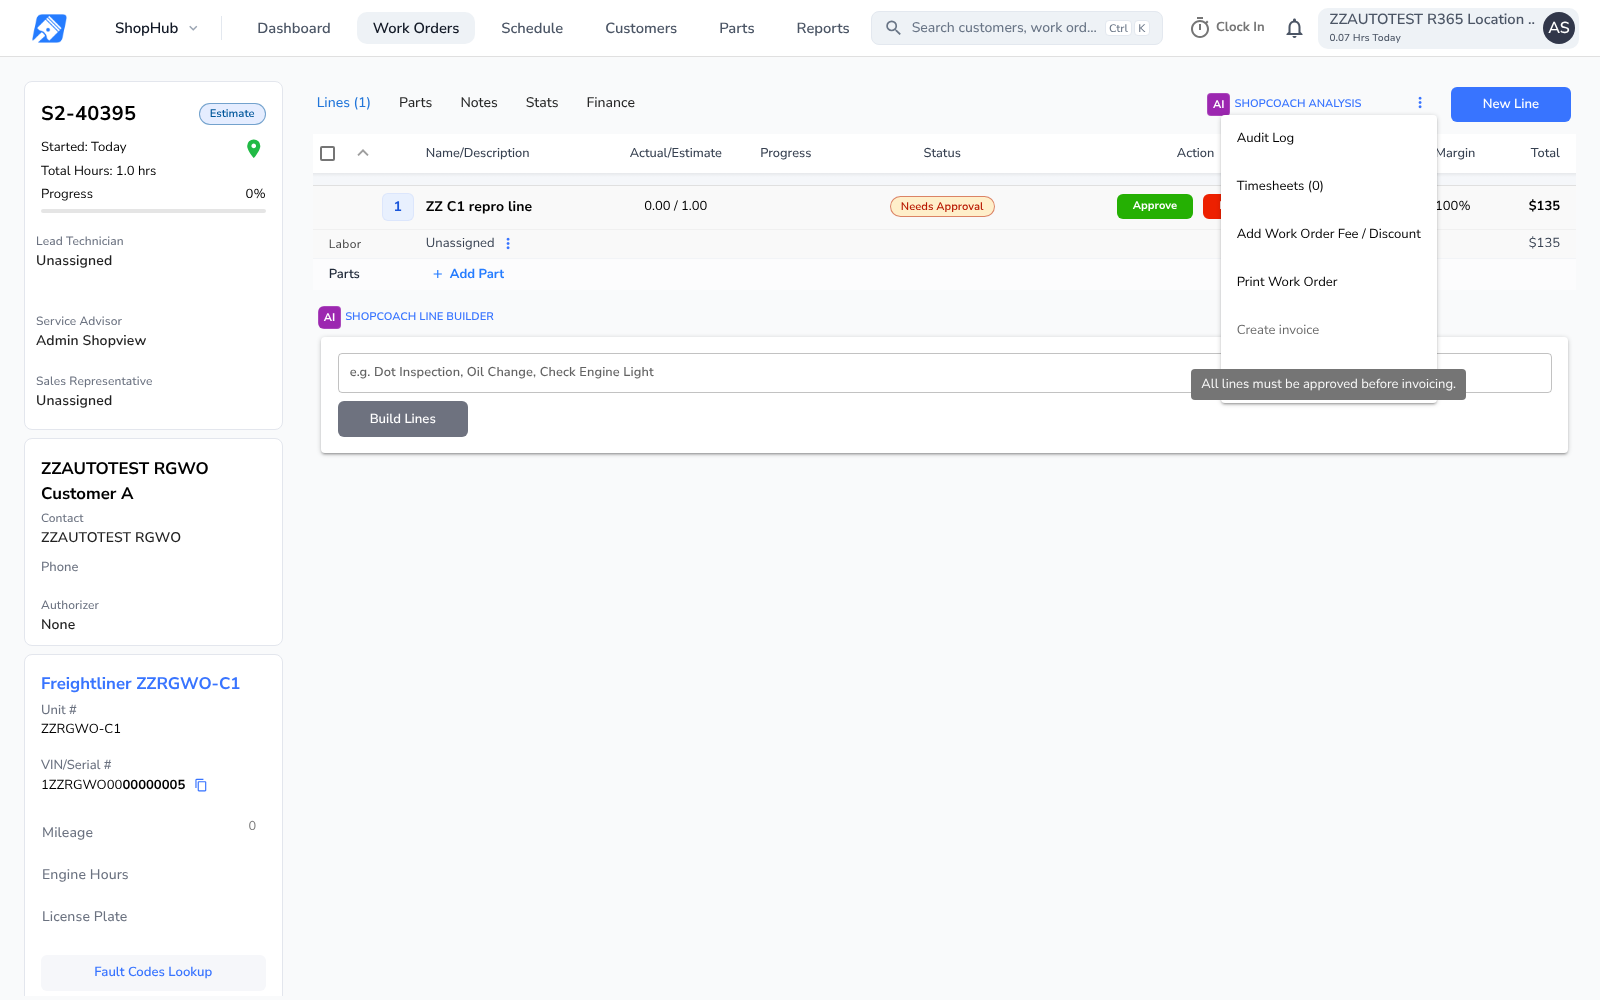 ShopHub
Dashboard
Work Orders
Schedule
Customers
Parts
Reports
Search customers, work ord...
Ctrl K
Clock In
ZZAUTOTEST R365 Location ..
0.07 Hrs Today
AS
S2-40395
Estimate
Started: Today
Total Hours: 1.0 hrs
Progress 0%
Lead Technician
Unassigned
Service Advisor
Admin Shopview
Sales Representative
Unassigned
ZZAUTOTEST RGWO
Customer A
Contact
ZZAUTOTEST RGWO
Phone
Authorizer
None
Freightliner ZZRGWO-C1
Unit #
ZZRGWO-C1
VIN/Serial #
1ZZRGWO0000000005
Mileage 0
Engine Hours
License Plate
Fault Codes Lookup
Lines (1)
Parts
Notes
Stats
Finance
AI SHOPCOACH ANALYSIS
New Line
Name/Description Actual/Estimate Progress Status Action Margin Total
1 ZZ C1 repro line 0.00 / 1.00 Needs Approval Approve 100% $135
Labor Unassigned $135
Parts + Add Part
AI SHOPCOACH LINE BUILDER
e.g. Dot Inspection, Oil Change, Check Engine Light
Build Lines
Audit Log
Timesheets (0)
Add Work Order Fee / Discount
Print Work Order
Create invoice
All lines must be approved before invoicing.